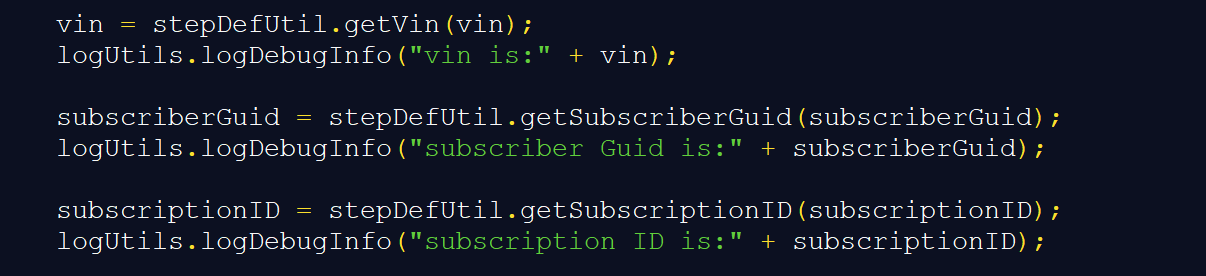 vin = stepDefUtil.getVin(vin);
logUtils.logDebugInfo("vin is:" + vin);
subscriberGuid = stepDefUtil.getSubscriberGuid(subscriberGuid);
logUtils.logDebugInfo("subscriber Guid is:" + subscriberGuid);
subscriptionID = stepDefUtil.getSubscriptionID(subscriptionID);
logUtils.logDebugInfo("subscription ID is:" + subscriptionID);